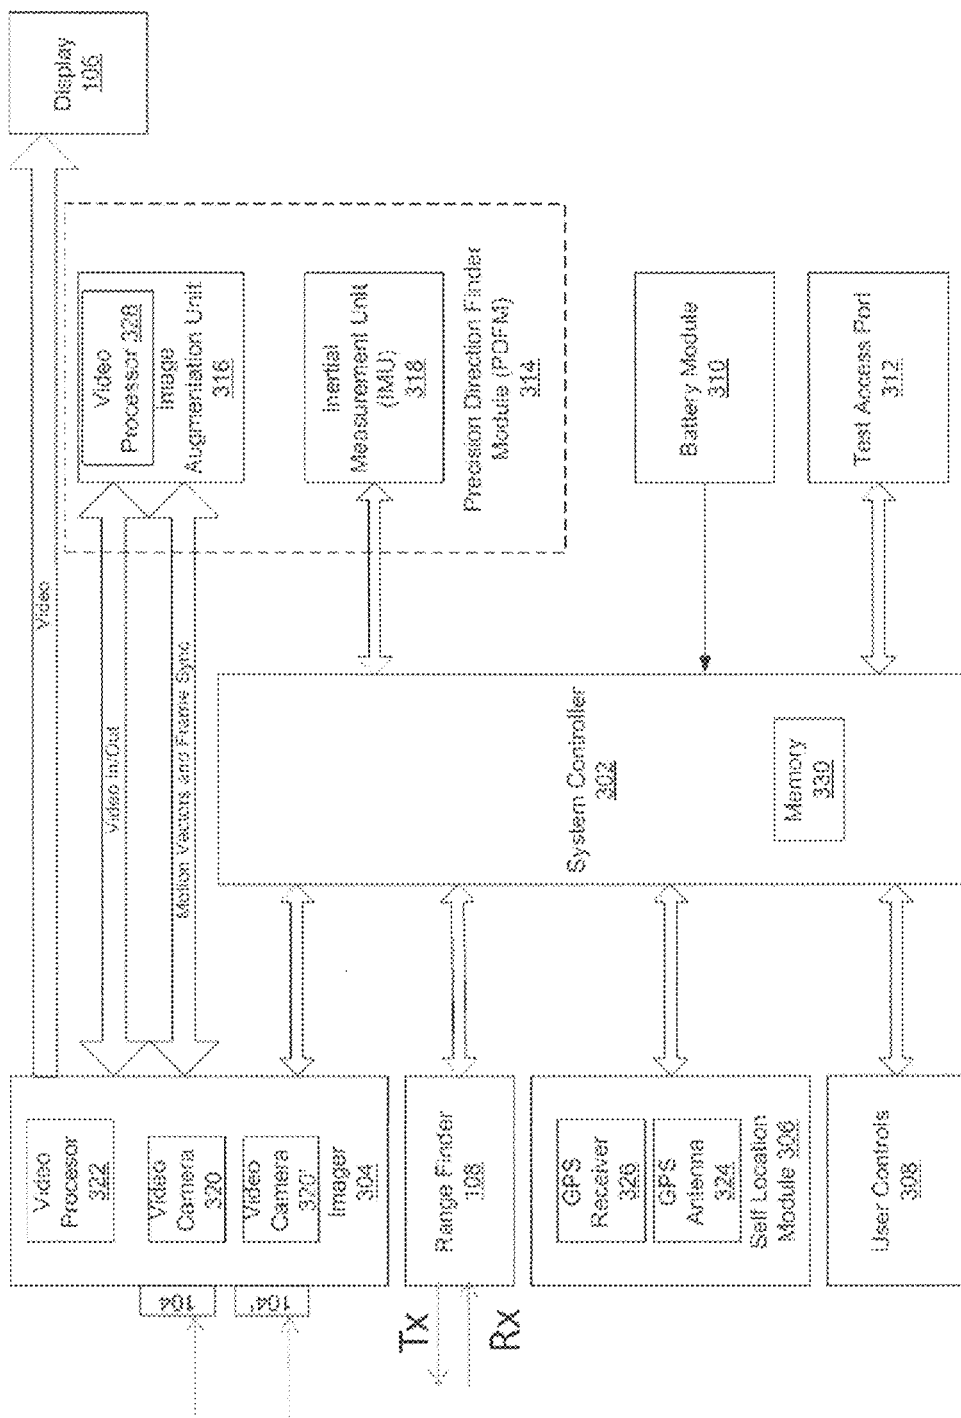 104
104'
Video
Procesor
322
Video
Camera
320
Video
Camera
320'
Imager
304
Tx
Rx
Range Finder
108
GPS
Receiver
326
GPS
Antenna
324
Self Location
Module 306
User Controls
308
Video
Video In/Out
Motion Vectors and Frame Sync
System Controller
302
Memory
330
Display
106
Video
Processor 328
Image
Augmentation Unit
316
Inertial
Measurement Unit
(IMU)
318
Precision Direction Finder
Module (PDFM)
314
Battery Module
310
Test Access Port
312